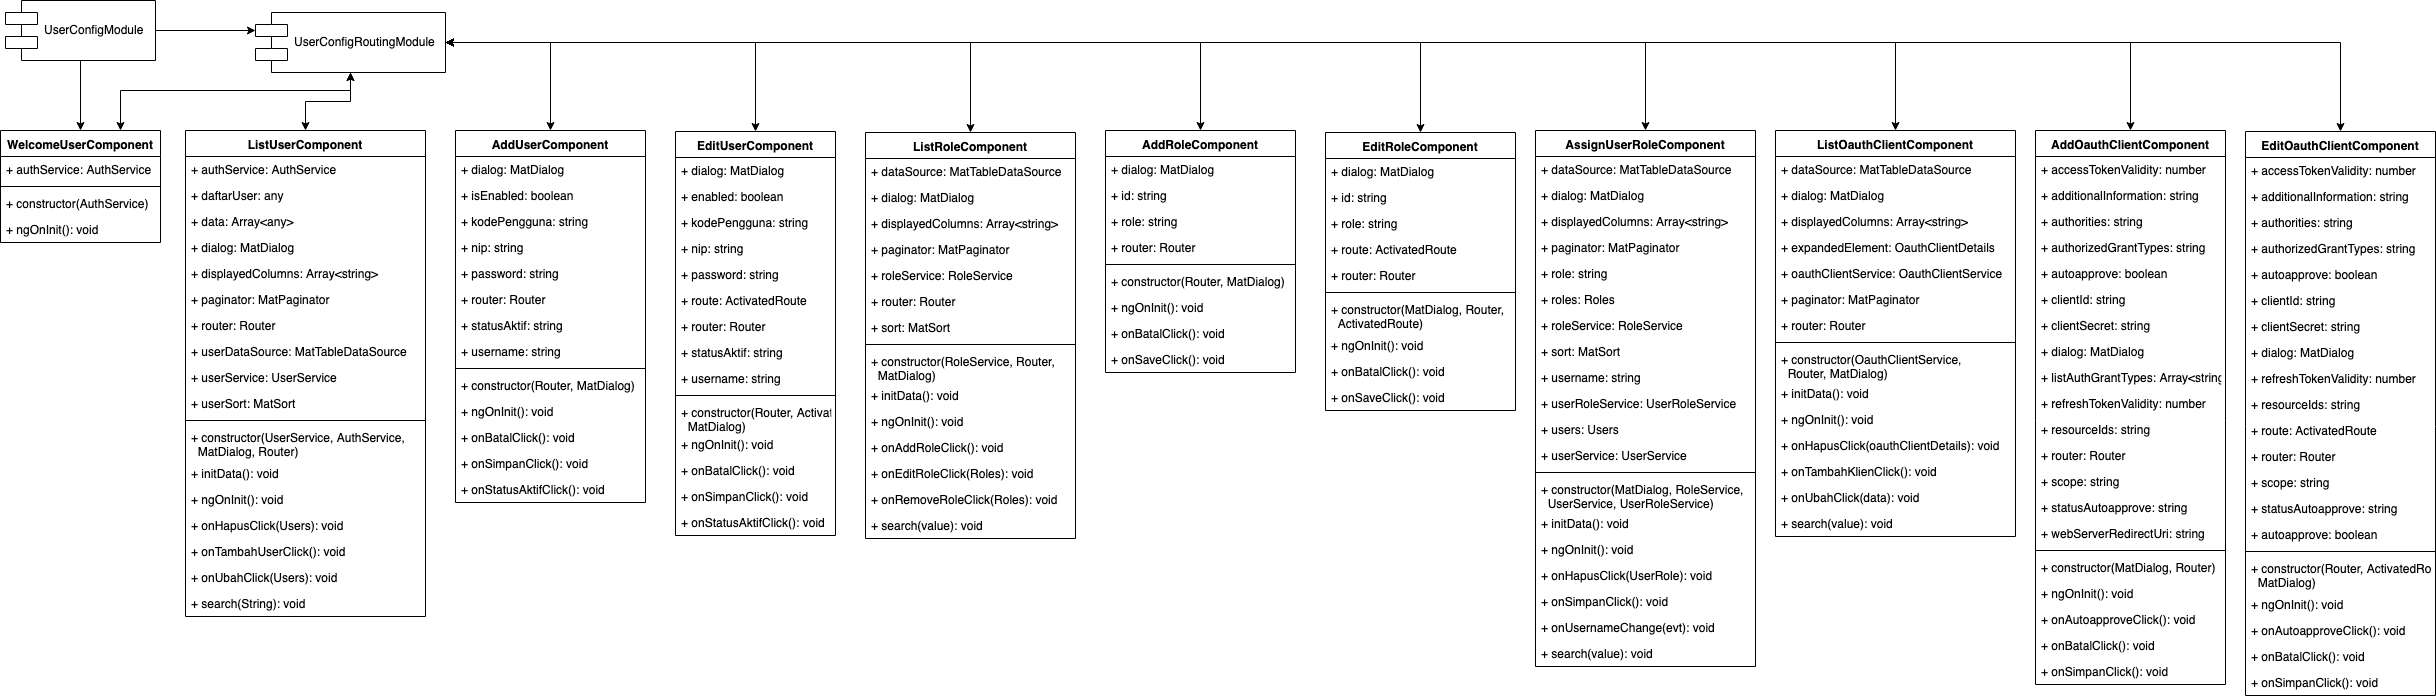 UserConfigModule
UserConfigRoutingModule
WelcomeUserComponent
+ authService: AuthService
+ constructor(AuthService)
+ ngOnInit(): void
ListUserComponent
+ authService: AuthService
+ daftarUser: any
+ data: Array<any>
+ dialog: MatDialog
+ displayedColumns: Array<string>
+ paginator: MatPaginator
+ router: Router
+ userDataSource: MatTableDataSource
+ userService: UserService
+ userSort: MatSort
+ constructor(UserService, AuthService,
MatDialog, Router)
+ initData(): void
+ ngOnInit(): void
+ onHapusClick(Users): void
+ onTambahUserClick(): void
+ onUbahClick(Users): void
+ search(String): void
AddUserComponent
+ dialog: MatDialog
+ isEnabled: boolean
+ kodePengguna: string
+ nip: string
+ password: string
+ router: Router
+ statusAktif: string
+ username: string
+ constructor(Router, MatDialog)
+ ngOnInit(): void
+ onBatalClick(): void
+ onSimpanClick(): void
+ onStatusAktifClick(): void
EditUserComponent
+ dialog: MatDialog
+ enabled: boolean
+ kodePengguna: string
+ nip: string
+ password: string
+ route: ActivatedRoute
+ router: Router
+ statusAktif: string
+ username: string
+ constructor(Router, Activat
MatDialog)
+ ngOnInit(): void
+ onBatalClick(): void
+ onSimpanClick(): void
+ onStatusAktifClick(): void
ListRoleComponent
+ dataSource: MatTableDataSource
+ dialog: MatDialog
+ displayedColumns: Array<string>
+ paginator: MatPaginator
+ roleService: RoleService
+ router: Router
+ sort: MatSort
+ constructor(RoleService, Router,
MatDialog)
+ initData(): void
+ ngOnInit(): void
+ onAddRoleClick(): void
+ onEditRoleClick(Roles): void
+ onRemoveRoleClick(Roles): void
+ search(value): void
AddRoleComponent
+ dialog: MatDialog
+ id: string
+ role: string
+ router: Router
+ constructor(Router, MatDialog)
+ ngOnInit(): void
+ onBatalClick(): void
+ onSaveClick(): void
EditRoleComponent
+ dialog: MatDialog
+ id: string
+ role: string
+ route: ActivatedRoute
+ router: Router
+ constructor(MatDialog, Router,
ActivatedRoute)
+ ngOnInit(): void
+ onBatalClick(): void
+ onSaveClick(): void
AssignUserRoleComponent
+ dataSource: MatTableDataSource
+ dialog: MatDialog
+ displayedColumns: Array<string>
+ paginator: MatPaginator
+ role: string
+ roles: Roles
+ roleService: RoleService
+ sort: MatSort
+ username: string
+ userRoleService: UserRoleService
+ users: Users
+ userService: UserService
+ constructor(MatDialog, RoleService,
UserService, UserRoleService)
+ initData(): void
+ ngOnInit(): void
+ onHapusClick(UserRole): void
+ onSimpanClick(): void
+ onUsernameChange(evt): void
+ search(value): void
ListOauthClientComponent
+ dataSource: MatTableDataSource
+ dialog: MatDialog
+ displayedColumns: Array<string>
+ expandedElement: OauthClientDetails
+ oauthClientService: OauthClientService
+ paginator: MatPaginator
+ router: Router
+ constructor(OauthClientService,
Router, MatDialog)
+ initData(): void
+ ngOnInit(): void
+ onHapusClick(oauthClientDetails): void
+ onTambahKlienClick(): void
+ onUbahClick(data): void
+ search(value): void
AddOauthClientComponent
+ accessTokenValidity: number
+ additionalInformation: string
+ authorities: string
+ authorizedGrantTypes: string
+ autoapprove: boolean
+ clientId: string
+ clientSecret: string
+ dialog: MatDialog
+ listAuthGrantTypes: Array<string
+ refreshTokenValidity: number
+ resourceIds: string
+ router: Router
+ scope: string
+ statusAutoapprove: string
+ webServerRedirectUri: string
+ constructor(MatDialog, Router)
+ ngOnInit(): void
+ onAutoapproveClick(): void
+ onBatalClick(): void
+ onSimpanClick(): void
EditOauthClientComponent
+ accessTokenValidity: number
+ additionalInformation: string
+ authorities: string
+ authorizedGrantTypes: string
+ autoapprove: boolean
+ clientId: string
+ clientSecret: string
+ dialog: MatDialog
+ refreshTokenValidity: number
+ resourceIds: string
+ route: ActivatedRoute
+ router: Router
+ scope: string
+ statusAutoapprove: string
+ autoapprove: boolean
+ constructor(Router, ActivatedRo
MatDialog)
+ ngOnInit(): void
+ onAutoapproveClick(): void
+ onBatalClick(): void
+ onSimpanClick(): void